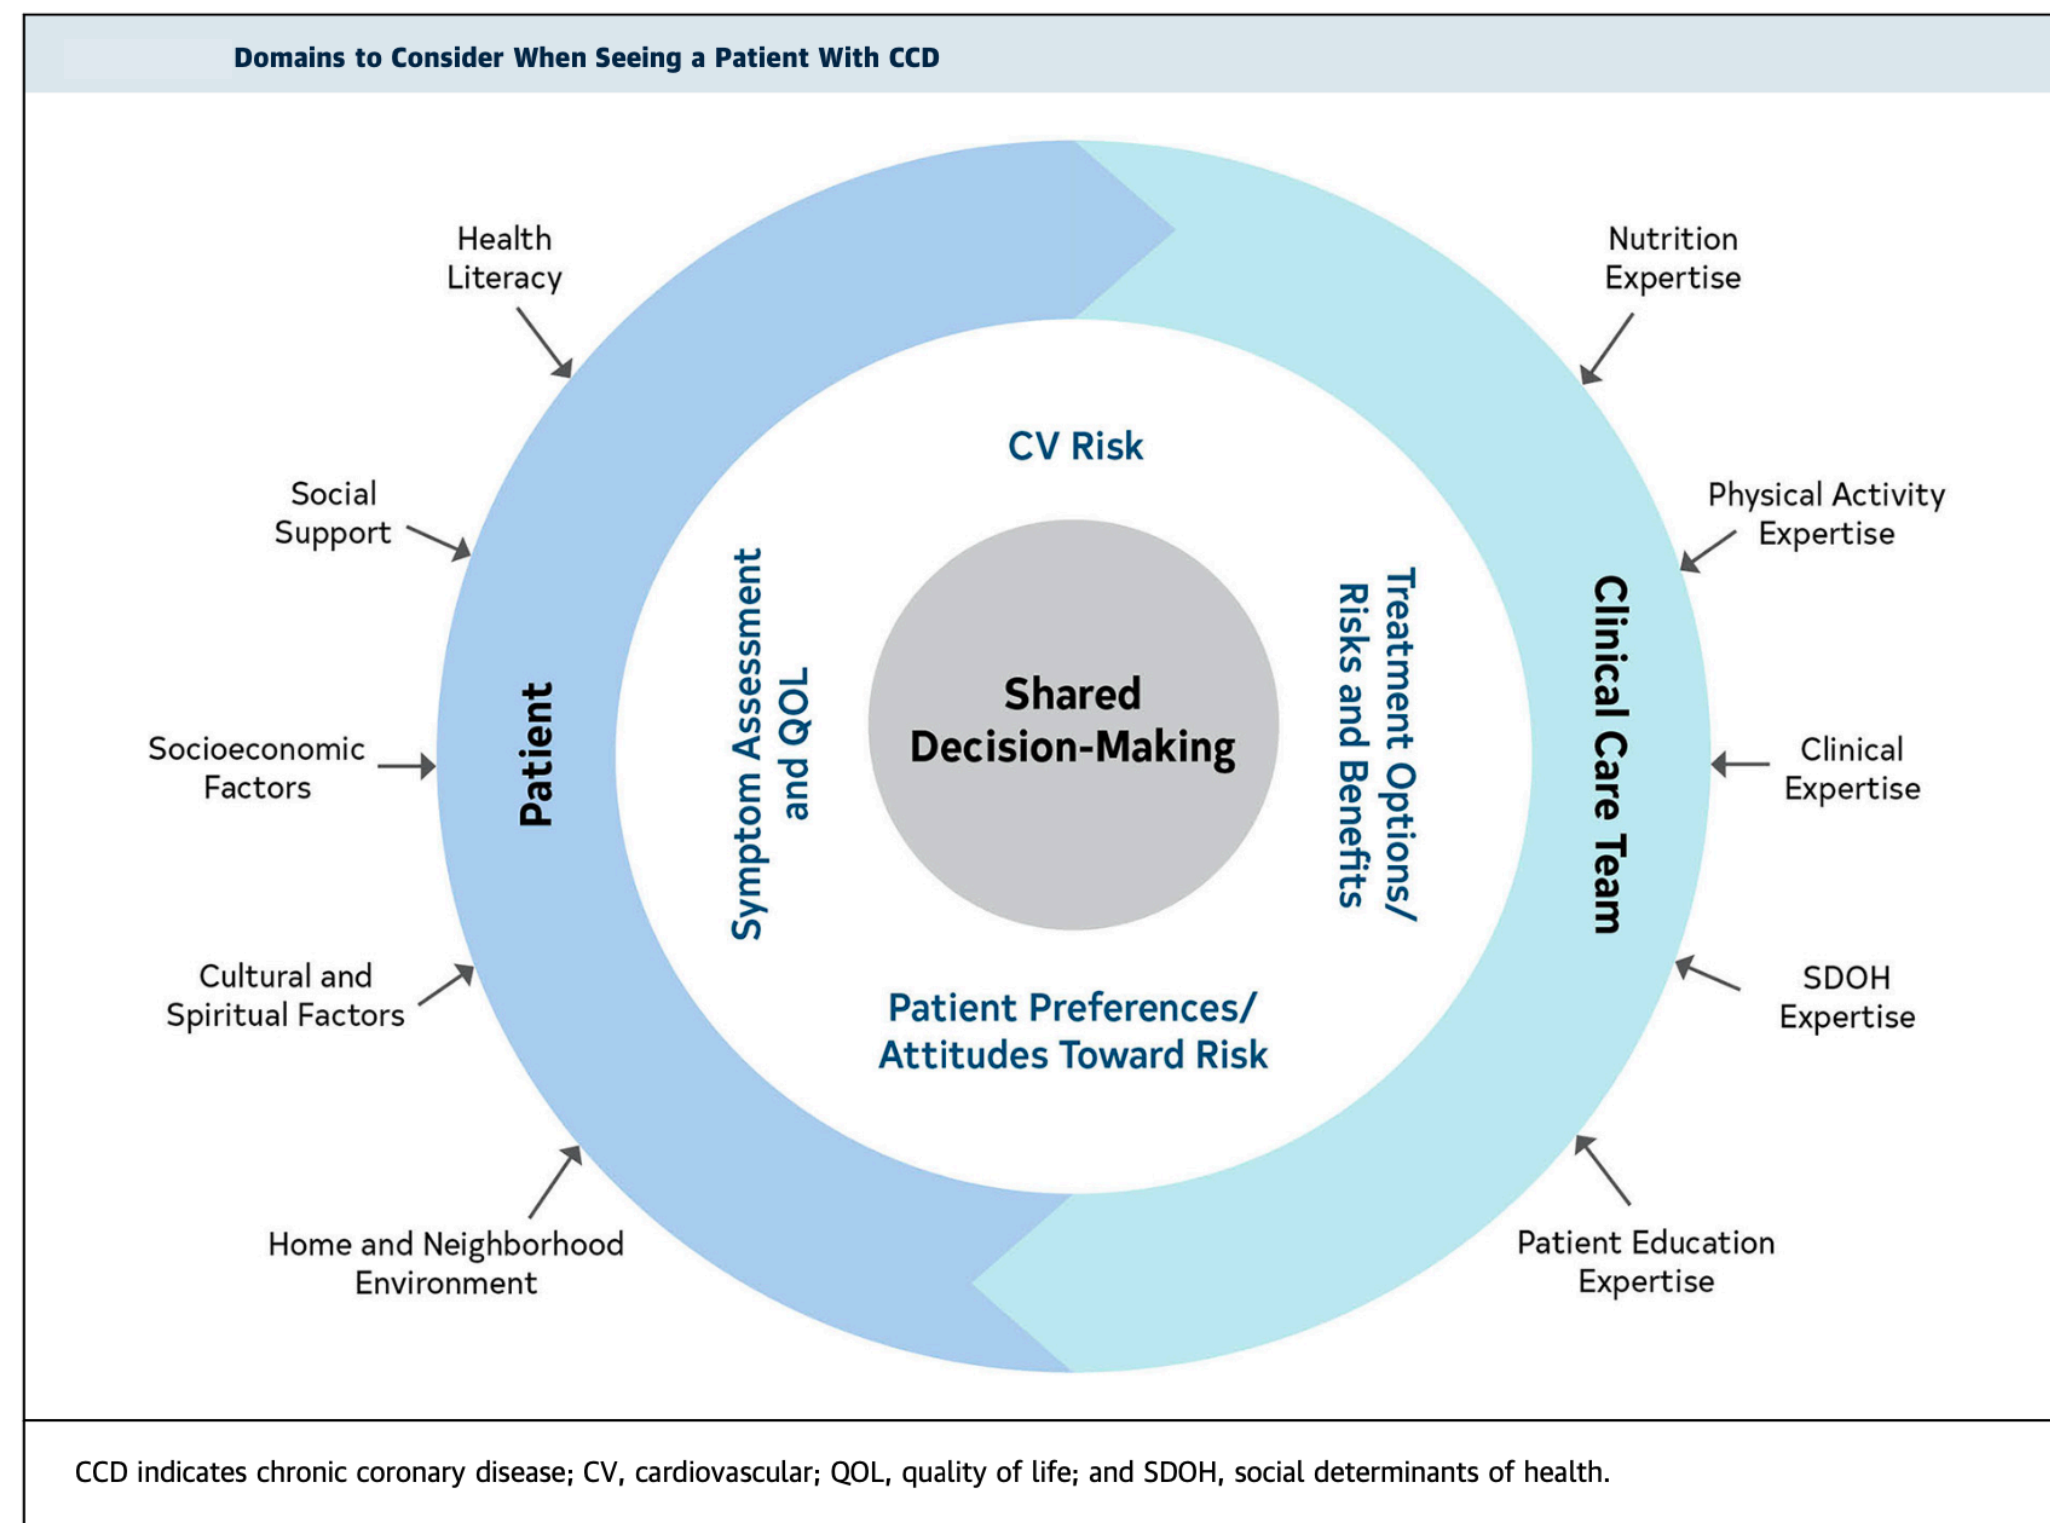 Domains to Consider When Seeing a Patient With CCD
Health
Literacy
Social
Support
Socioeconomic
Factors
Cultural and
Spiritual Factors
Home and Neighborhood
Environment
Patient
CV Risk
Symptom Assessment
and QOL
Shared
Decision-Making
Treatment Options/
Risks and Benefits
Patient Preferences/
Attitudes Toward Risk
Clinical Care Team
Nutrition
Expertise
Physical Activity
Expertise
Clinical
Expertise
SDOH
Expertise
Patient Education
Expertise
CCD indicates chronic coronary disease; CV, cardiovascular; QOL, quality of life; and SDOH, social determinants of health.